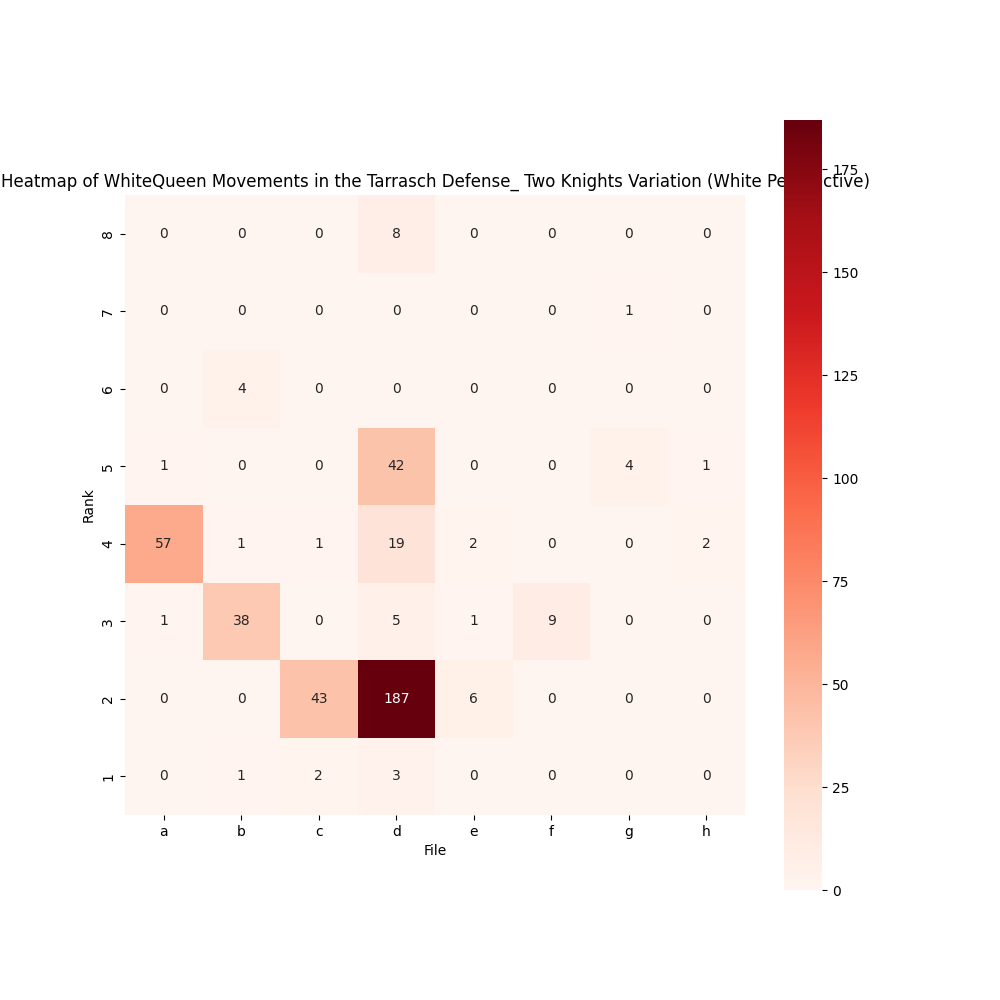 Heatmap of WhiteQueen Movements in the Tarrasch Defense_ Two Knights Variation (White Perspective)
8 0 0 0 8 0 0 0 0
7 0 0 0 0 0 0 1 0
6 0 4 0 0 0 0 0 0
5 1 0 0 42 0 0 4 1
4 57 1 1 19 2 0 0 2
3 1 38 0 5 1 9 0 0
2 0 0 43 187 6 0 0 0
1 0 1 2 3 0 0 0 0
Rank
a b c d e f g h
File
175
150
125
100
75
50
25
0